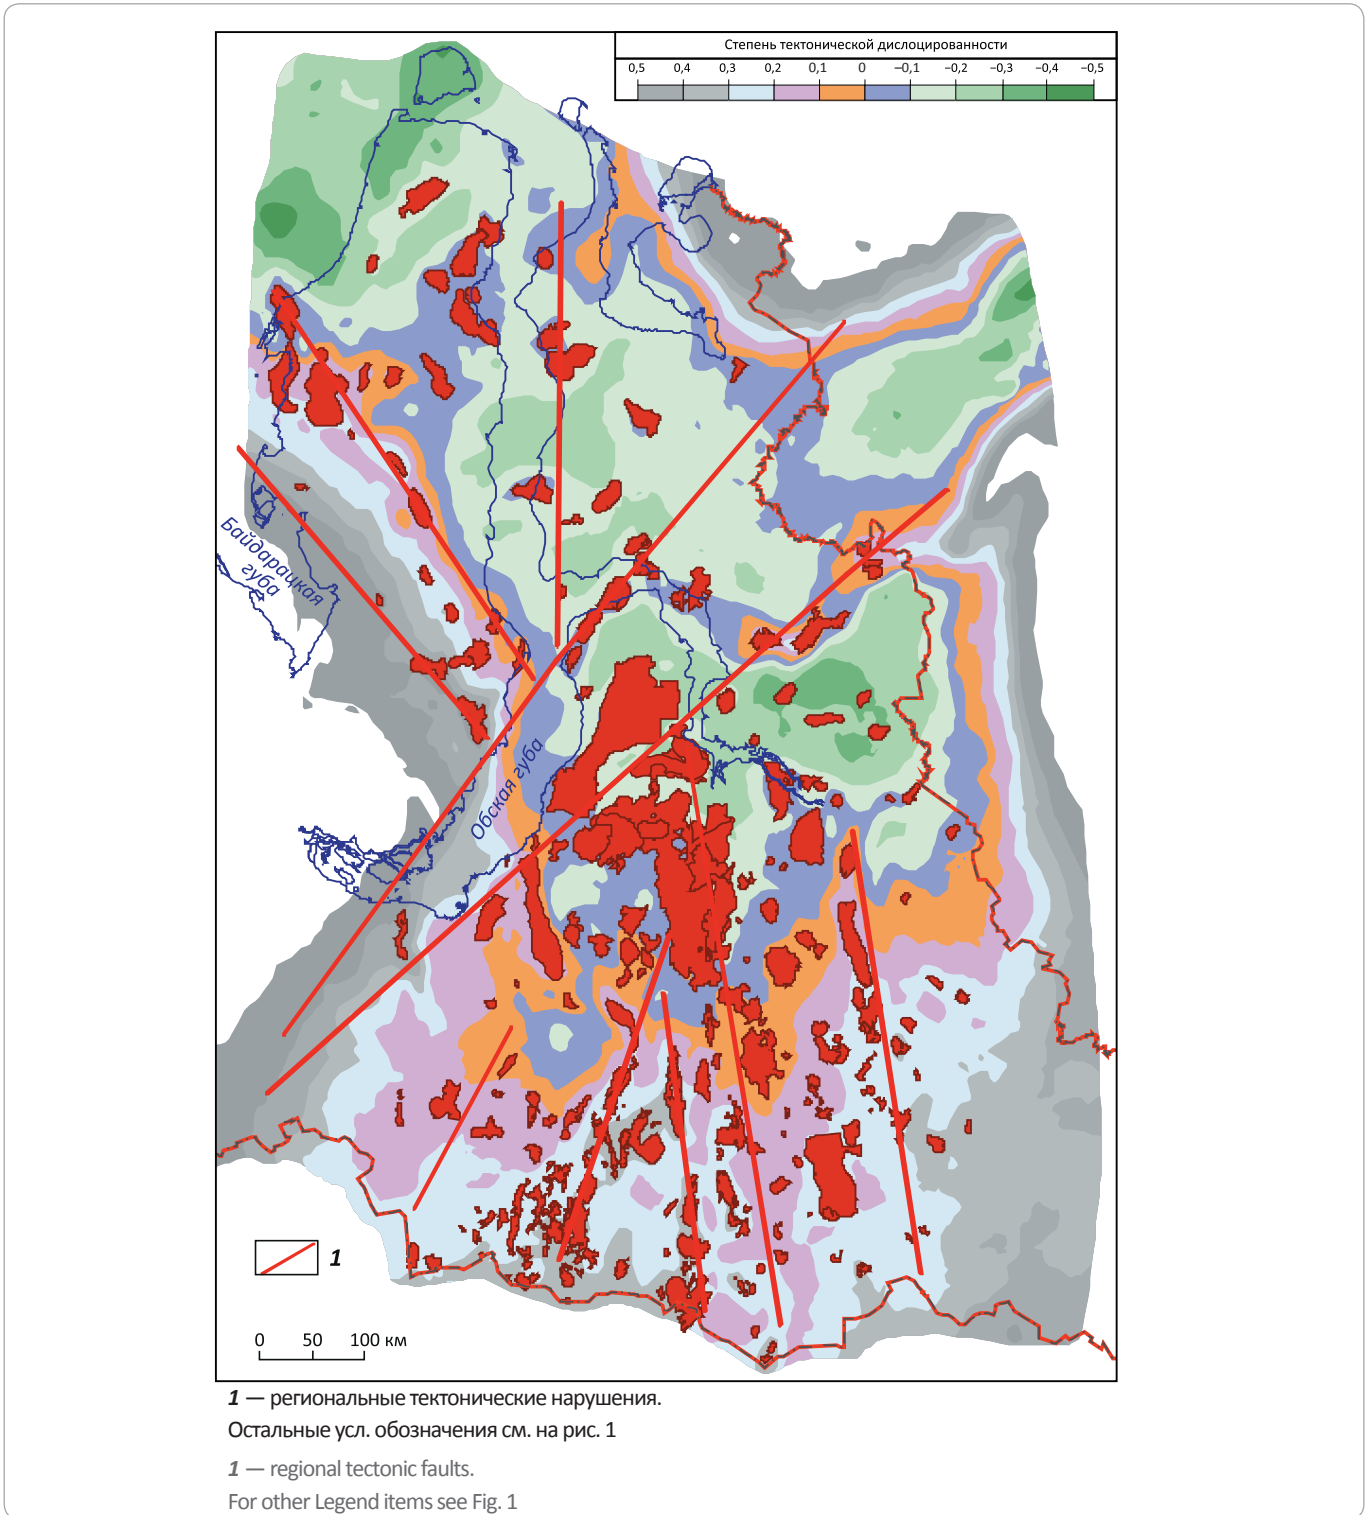 Степень тектонической дислоцированности
0,5 0,4 0,3 0,2 0,1 0 −0,1 −0,2 −0,3 −0,4 −0,5
Байдарацкая
губа
Обская губа
1
0 50 100 км
1 — региональные тектонические нарушения.
Остальные усл. обозначения см. на рис. 1
1 — regional tectonic faults.
For other Legend items see Fig. 1